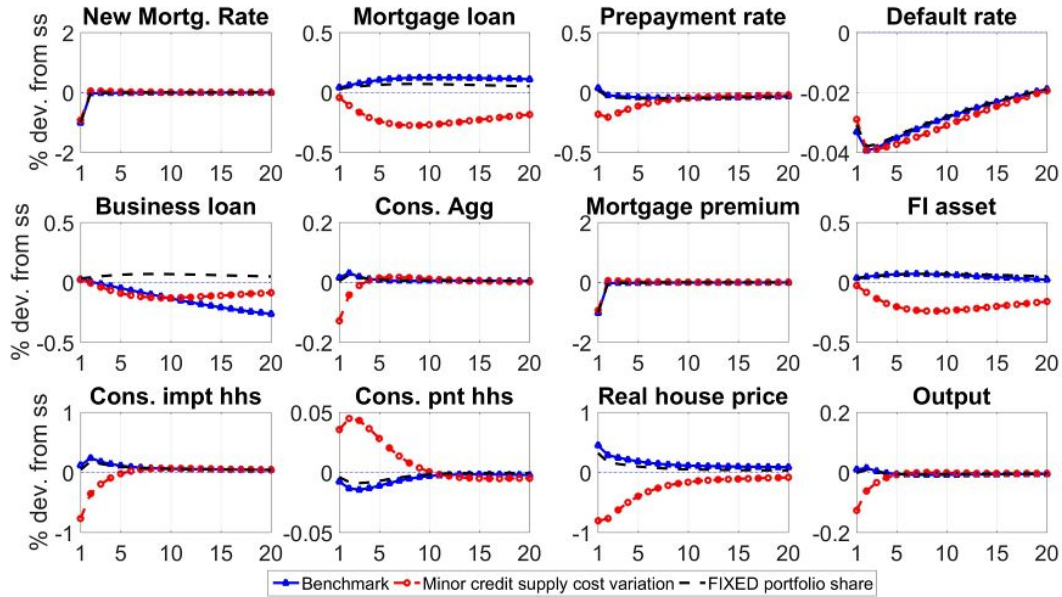 New Mortg. Rate Mortgage loan Prepayment rate Default rate
% dev. from ss
2 0 -2
0.5 0 -0.5
0.5 0 -0.5
0 -0.02 -0.04
1 5 10 15 20 1 5 10 15 20 1 5 10 15 20 1 5 10 15 20
Business loan Cons. Agg Mortgage premium FI asset
% dev. from ss
0.5 0 -0.5
0.2 0 -0.2
2 0 -2
0.5 0 -0.5
1 5 10 15 20 1 5 10 15 20 1 5 10 15 20 1 5 10 15 20
Cons. impt hhs Cons. pnt hhs Real house price Output
% dev. from ss
1 0 -1
0.05 0 -0.05
1 0 -1
0.2 0 -0.2
1 5 10 15 20 1 5 10 15 20 1 5 10 15 20 1 5 10 15 20
Benchmark Minor credit supply cost variation FIXED portfolio share